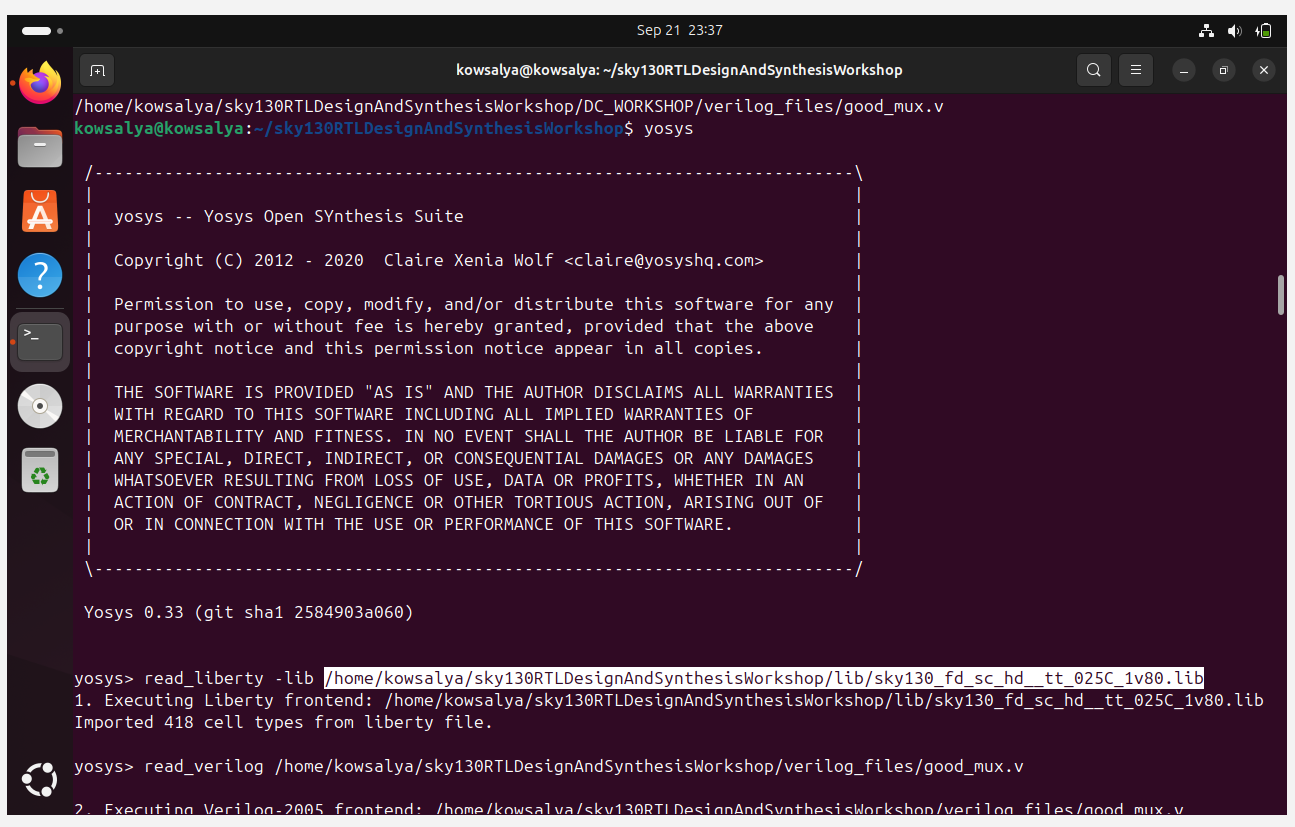 Sep 21 23:37
kowsalya@kowsalya: ~/sky130RTLDesignAndSynthesisWorkshop
/home/kowsalya/sky130RTLDesignAndSynthesisWorkshop/DC_WORKSHOP/verilog_files/good_mux.v
kowsalya@kowsalya:~/sky130RTLDesignAndSynthesisWorkshop$ yosys
/----------------------------------------------------------------------------\
|                                                                            |
|  yosys -- Yosys Open SYnthesis Suite                                       |
|                                                                            |
|  Copyright (C) 2012 - 2020  Claire Xenia Wolf <claire@yosyshq.com>         |
|                                                                            |
|  Permission to use, copy, modify, and/or distribute this software for any  |
|  purpose with or without fee is hereby granted, provided that the above    |
|  copyright notice and this permission notice appear in all copies.         |
|                                                                            |
|  THE SOFTWARE IS PROVIDED "AS IS" AND THE AUTHOR DISCLAIMS ALL WARRANTIES  |
|  WITH REGARD TO THIS SOFTWARE INCLUDING ALL IMPLIED WARRANTIES OF          |
|  MERCHANTABILITY AND FITNESS. IN NO EVENT SHALL THE AUTHOR BE LIABLE FOR   |
|  ANY SPECIAL, DIRECT, INDIRECT, OR CONSEQUENTIAL DAMAGES OR ANY DAMAGES    |
|  WHATSOEVER RESULTING FROM LOSS OF USE, DATA OR PROFITS, WHETHER IN AN     |
|  ACTION OF CONTRACT, NEGLIGENCE OR OTHER TORTIOUS ACTION, ARISING OUT OF   |
|  OR IN CONNECTION WITH THE USE OR PERFORMANCE OF THIS SOFTWARE.            |
|                                                                            |
\----------------------------------------------------------------------------/
Yosys 0.33 (git sha1 2584903a060)
yosys> read_liberty -lib /home/kowsalya/sky130RTLDesignAndSynthesisWorkshop/lib/sky130_fd_sc_hd__tt_025C_1v80.lib
1. Executing Liberty frontend: /home/kowsalya/sky130RTLDesignAndSynthesisWorkshop/lib/sky130_fd_sc_hd__tt_025C_1v80.lib
Imported 418 cell types from liberty file.
yosys> read_verilog /home/kowsalya/sky130RTLDesignAndSynthesisWorkshop/verilog_files/good_mux.v
2. Executing Verilog-2005 frontend: /home/kowsalya/sky130RTLDesignAndSynthesisWorkshop/verilog_files/good_mux.v